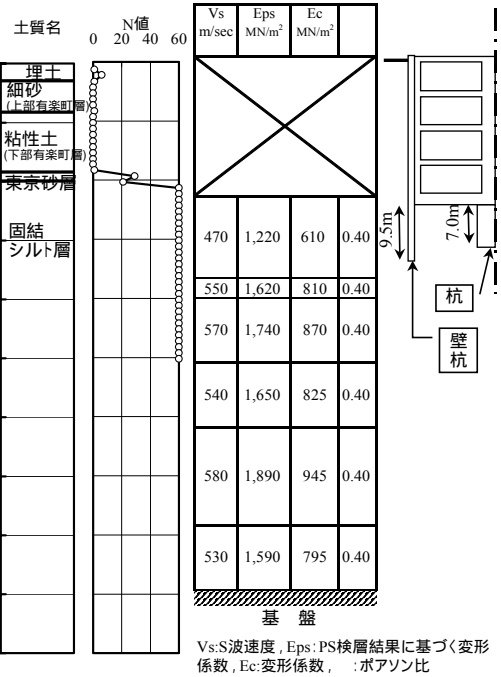 土質名
N値
0 20 40 60
Vs
m/sec
Eps
MN/m²
Ec
MN/m²
埋土
細砂
(上部有楽町層)
粘性土
(下部有楽町層)
東京砂層
固結
シルト層
470 1,220 610 0.40
550 1,620 810 0.40
570 1,740 870 0.40
540 1,650 825 0.40
580 1,890 945 0.40
530 1,590 795 0.40
9.5m
7.0m
杭
壁
杭
基 盤
Vs:S波速度 , Eps: PS検層結果に基づく変形
係数 , Ec:変形係数 , :ポアソン比